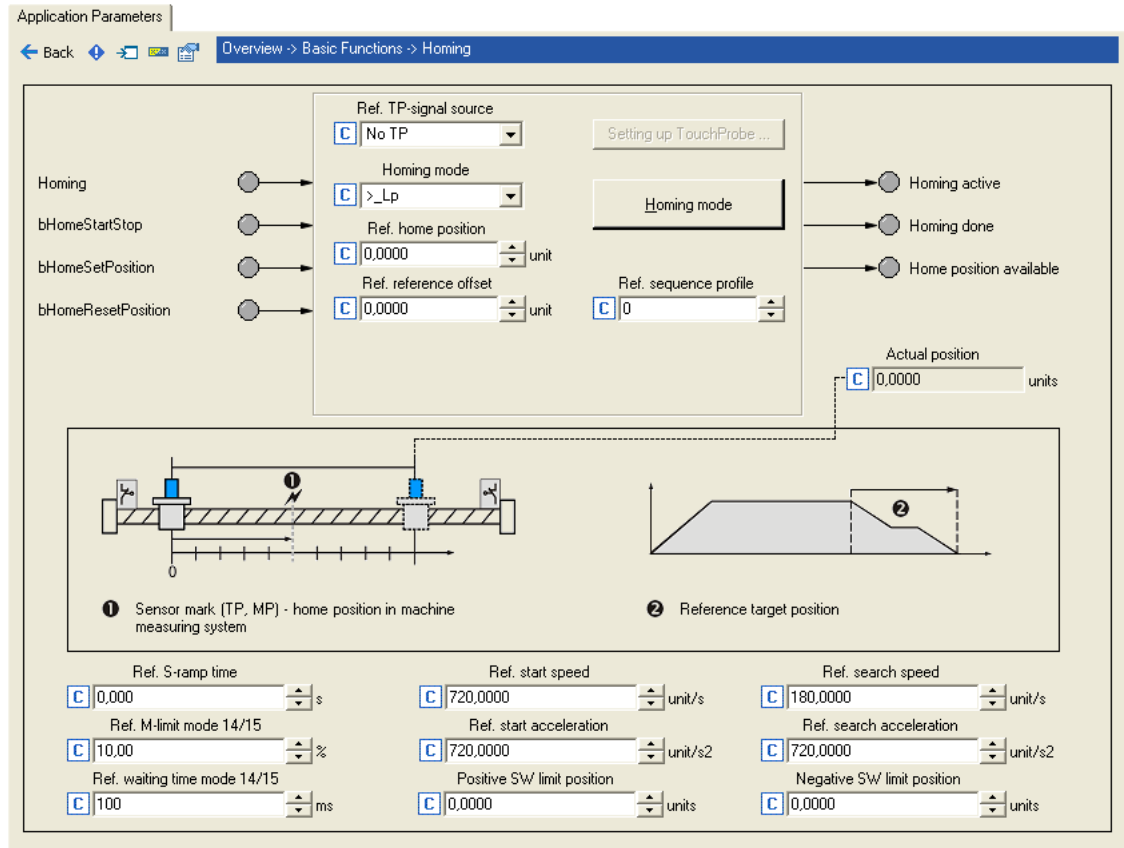 Application Parameters
Back
Overview -> Basic Functions -> Homing
Ref. TP-signal source
C No TP
Setting up TouchProbe ...
Homing mode
C >_Lp
Homing mode
Homing
Homing active
bHomeStartStop
Ref. home position
Homing done
C 0,0000 unit
bHomeSetPosition
Home position available
Ref. reference offset
Ref. sequence profile
bHomeResetPosition
C 0,0000 unit
C 0
Actual position
C 0,0000 units
❶
❷
0
❶ Sensor mark (TP, MP) - home position in machine
measuring system
❷ Reference target position
Ref. S-ramp time
Ref. start speed
Ref. search speed
C 0,000 s
C 720,0000 unit/s
C 180,0000 unit/s
Ref. M-limit mode 14/15
Ref. start acceleration
Ref. search acceleration
C 10,00 %
C 720,0000 unit/s2
C 720,0000 unit/s2
Ref. waiting time mode 14/15
Positive SW limit position
Negative SW limit position
C 100 ms
C 0,0000 units
C 0,0000 units